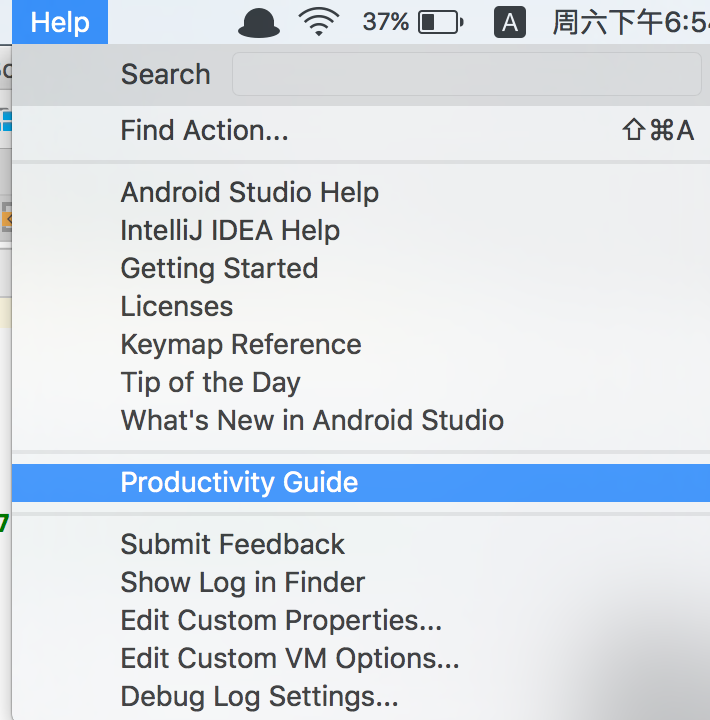 Help 37% A 周六下午6:54
Search
Find Action... ⇧⌘A
Android Studio Help
IntelliJ IDEA Help
Getting Started
Licenses
Keymap Reference
Tip of the Day
What's New in Android Studio
Productivity Guide
7
Submit Feedback
Show Log in Finder
Edit Custom Properties...
Edit Custom VM Options...
Debug Log Settings...